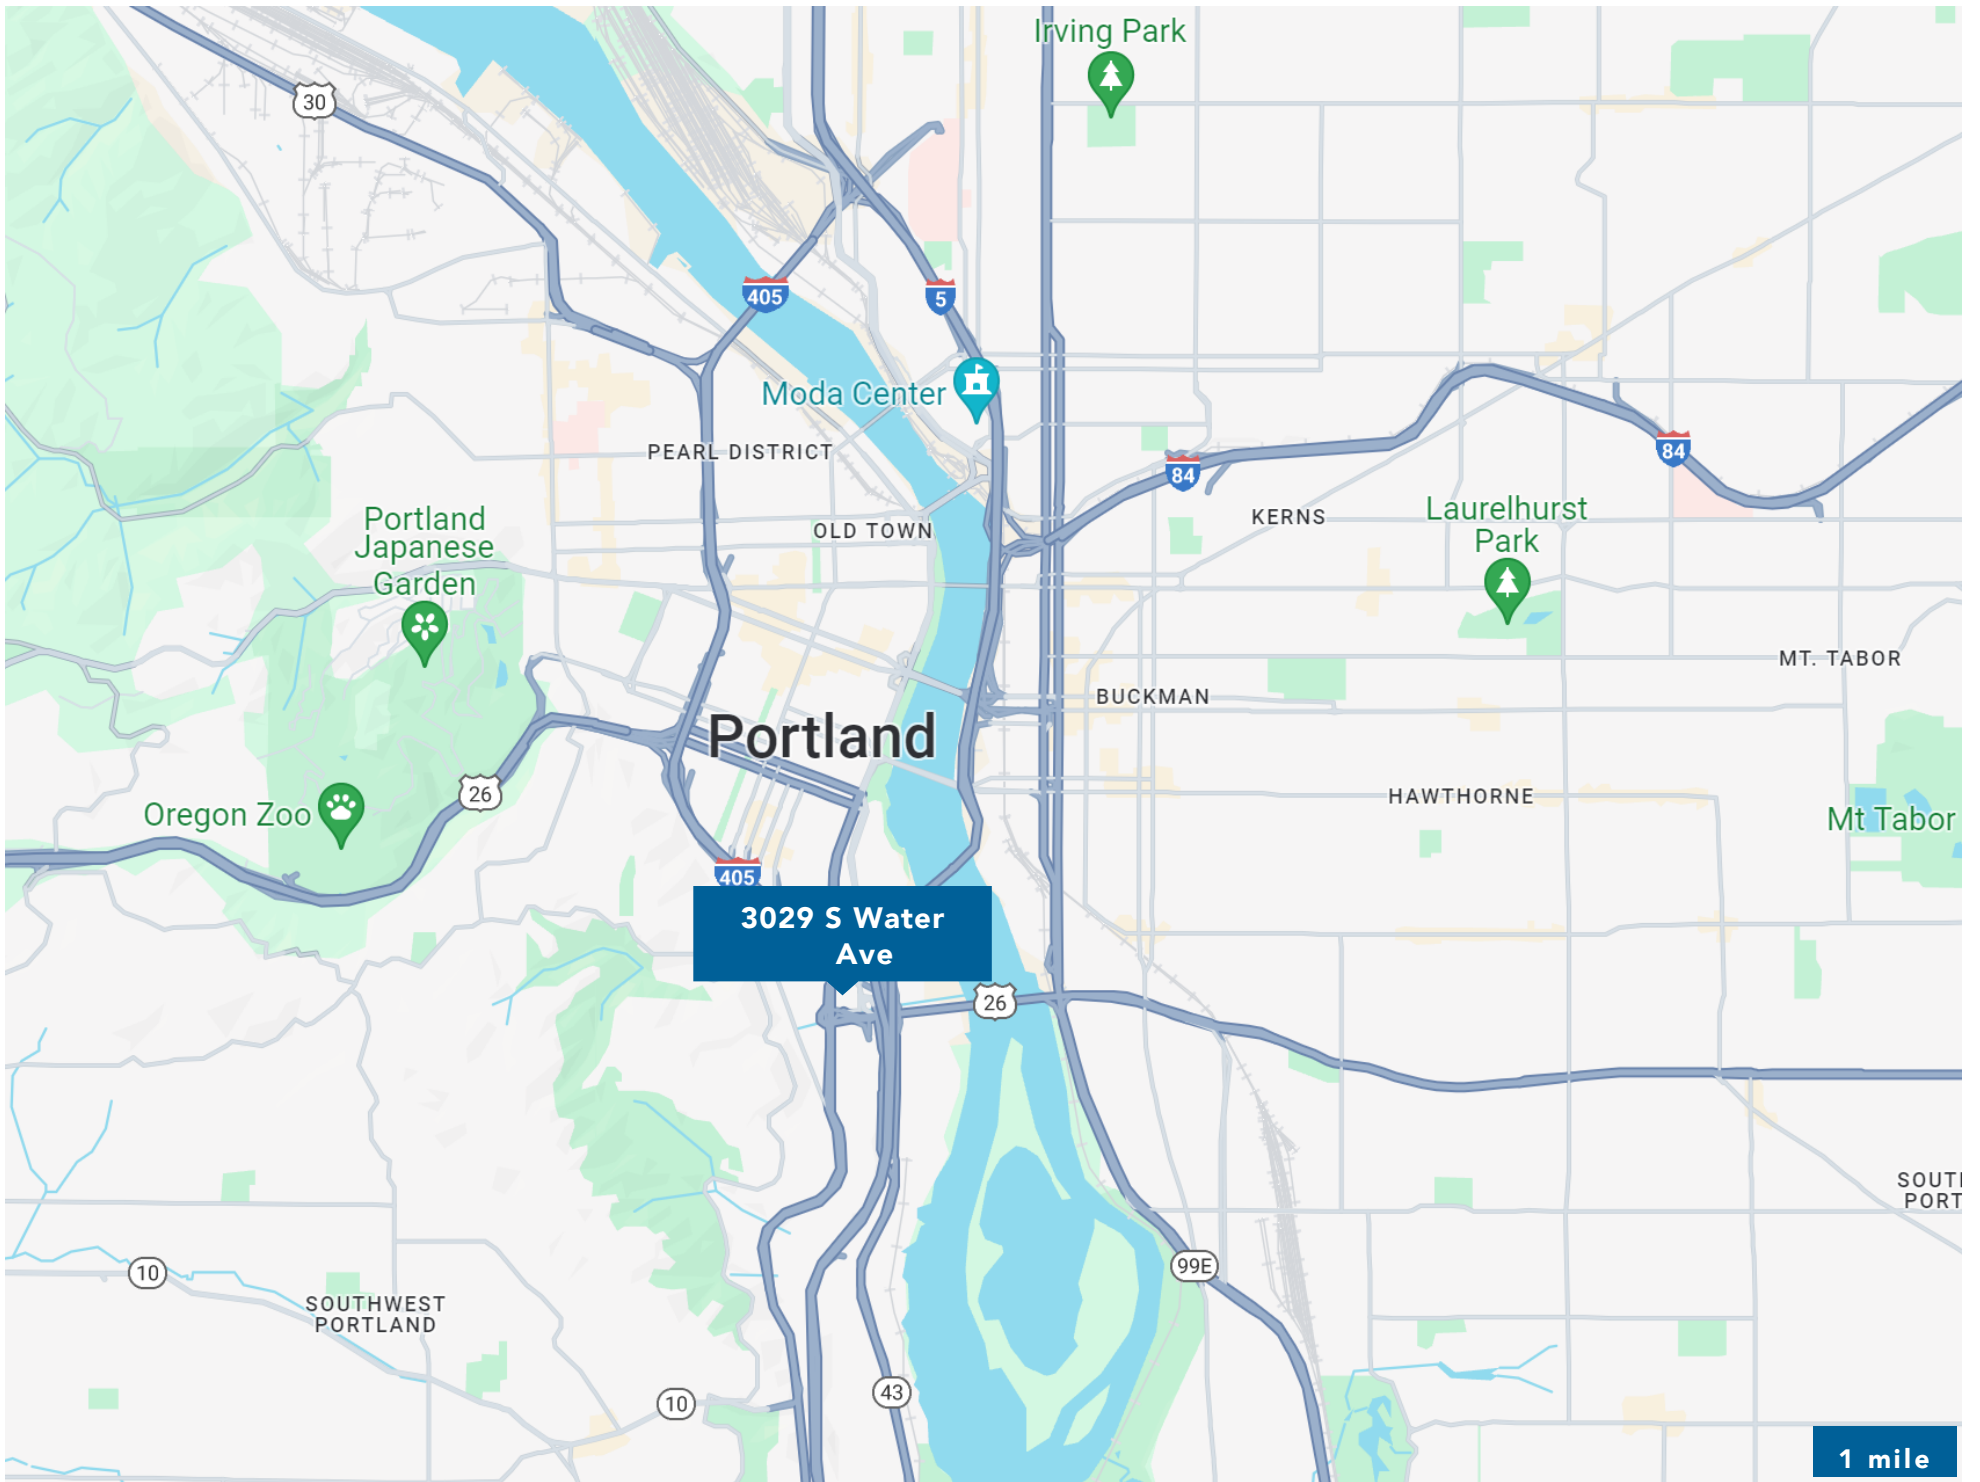 Irving Park
30
405
5
Moda Center
PEARL DISTRICT
84
84
Portland
Japanese
Garden
OLD TOWN
KERNS
Laurelhurst
Park
MT. TABOR
BUCKMAN
Portland
26
Oregon Zoo
HAWTHORNE
Mt Tabor
405
3029 S Water
Ave
26
SOUT
PORT
10
99E
SOUTHWEST
PORTLAND
10
43
1 mile